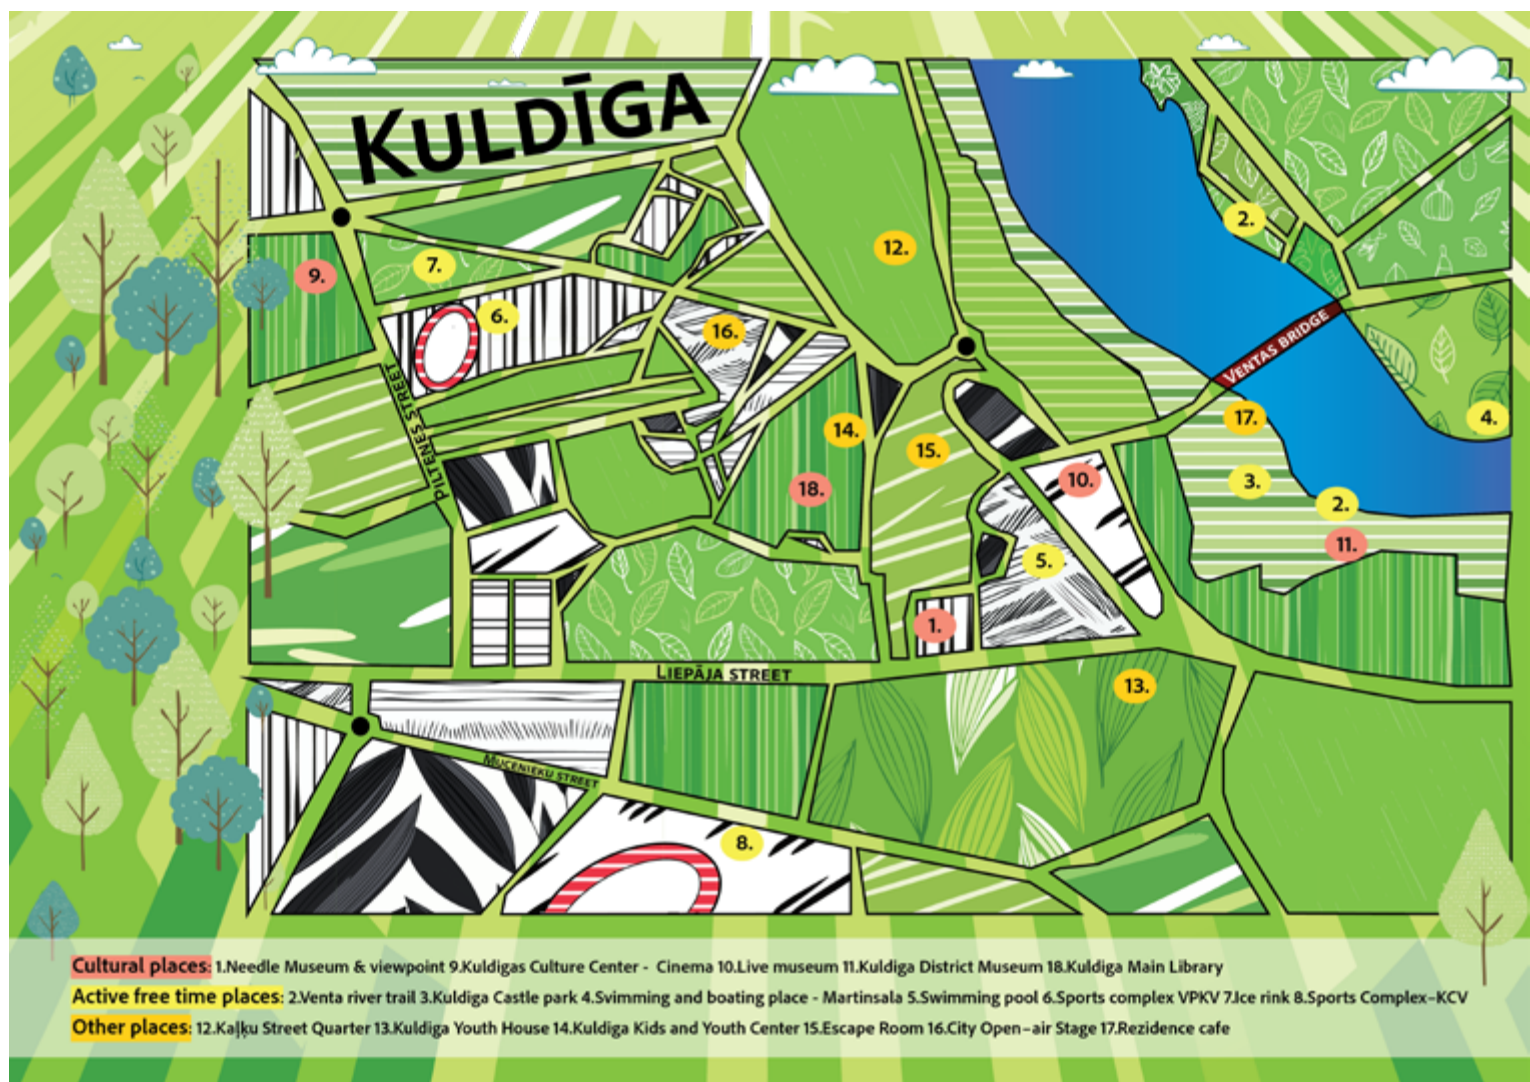 KULDĪGA
12.
2.
9.
7.
6.
16.
VENTAS BRIDGE
PILTENES STREET
17.
4.
14.
15.
10.
3.
18.
2.
11.
5.
1.
LIEPĀJA STREET
13.
MUCENIEKU STREET
8.
Cultural places: 1.Needle Museum & viewpoint 9.Kuldigas Culture Center - Cinema 10.Live museum 11.Kuldiga District Museum 18.Kuldiga Main Library
Active free time places: 2.Venta river trail 3.Kuldiga Castle park 4.Svimming and boating place - Martinsala 5.Swimming pool 6.Sports complex VPKV 7.Ice rink 8.Sports Complex-KCV
Other places: 12.Kaļķu Street Quarter 13.Kuldiga Youth House 14.Kuldiga Kids and Youth Center 15.Escape Room 16.City Open-air Stage 17.Rezidence cafe